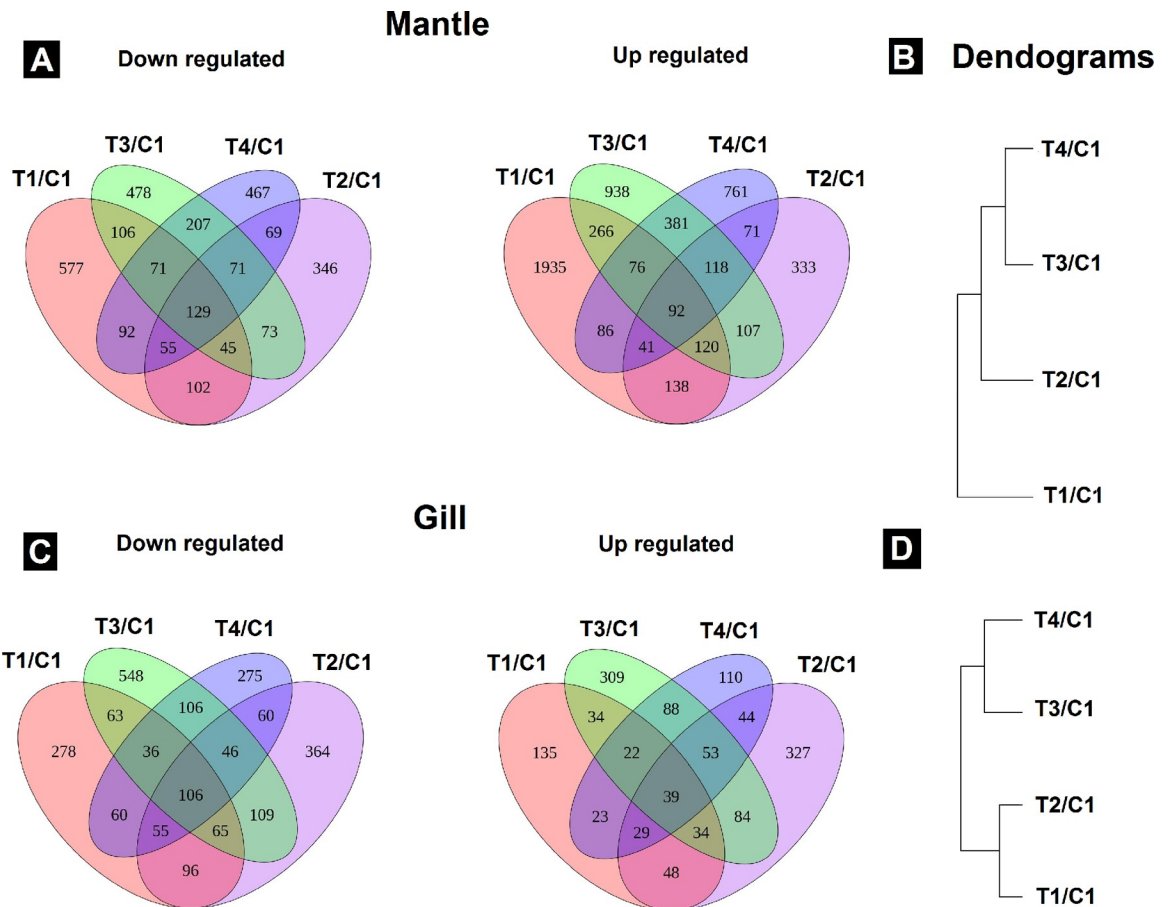 Mantle
A Down regulated Up regulated B Dendograms
T3/C1 T4/C1 T1/C1 T2/C1
478 467
106 207 69
577 71 71 346
129
92 55 45 73
102
T3/C1 T4/C1 T1/C1 T2/C1
938 761
266 381 71
1935 76 118 333
92
86 41 120 107
138
T4/C1
T3/C1
T2/C1
T1/C1
Gill
C Down regulated Up regulated D
T3/C1 T4/C1 T1/C1 T2/C1
548 275
63 106 60
278 36 46 364
106
60 55 65 109
96
T3/C1 T4/C1 T1/C1 T2/C1
309 110
34 88 44
135 22 53 327
39
23 29 34 84
48
T4/C1
T3/C1
T2/C1
T1/C1